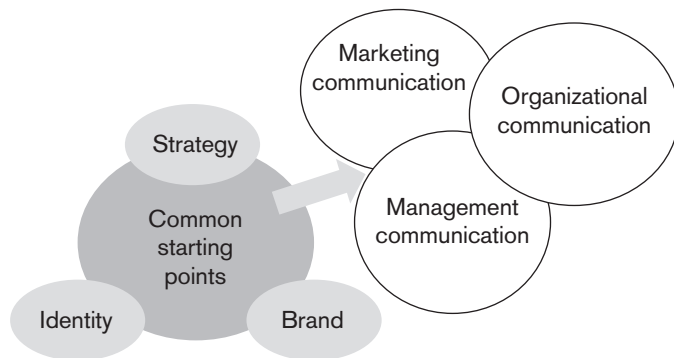 Marketing
communication
Organizational
communication
Strategy
Management
communication
Common
starting
points
Identity
Brand